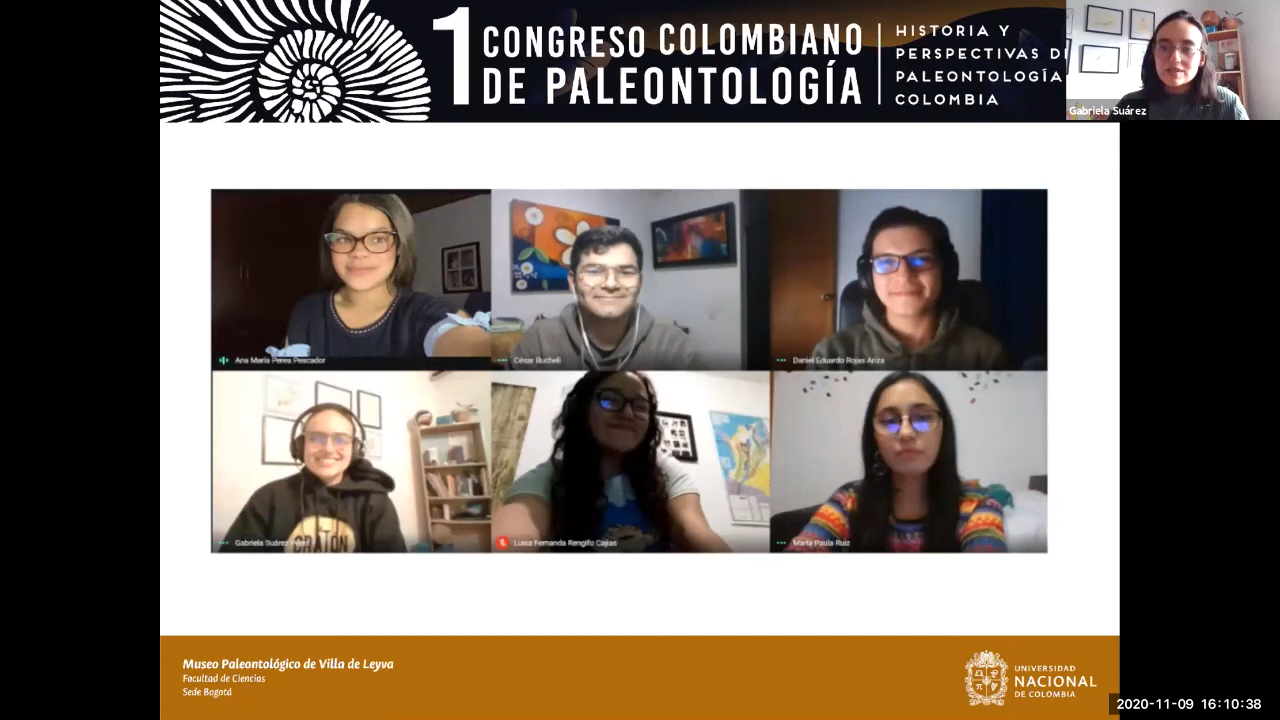 1 CONGRESO COLOMBIANO
DE PALEONTOLOGÍA
HISTORIA Y
PERSPECTIVAS D
PALEONTOLOGÍA
COLOMBIA
Gabriela Suárez
Ana María Perea Pescador
César Bucheli
Daniel Eduardo Rojas Ariza
Gabriela Suárez Pérez
Luisa Fernanda Rengifo Cajias
María Paula Ruiz
Museo Paleontológico de Villa de Leyva
Facultad de Ciencias
Sede Bogotá
UNIVERSIDAD
NACIONAL
DE COLOMBIA
2020-11-09 16:10:38